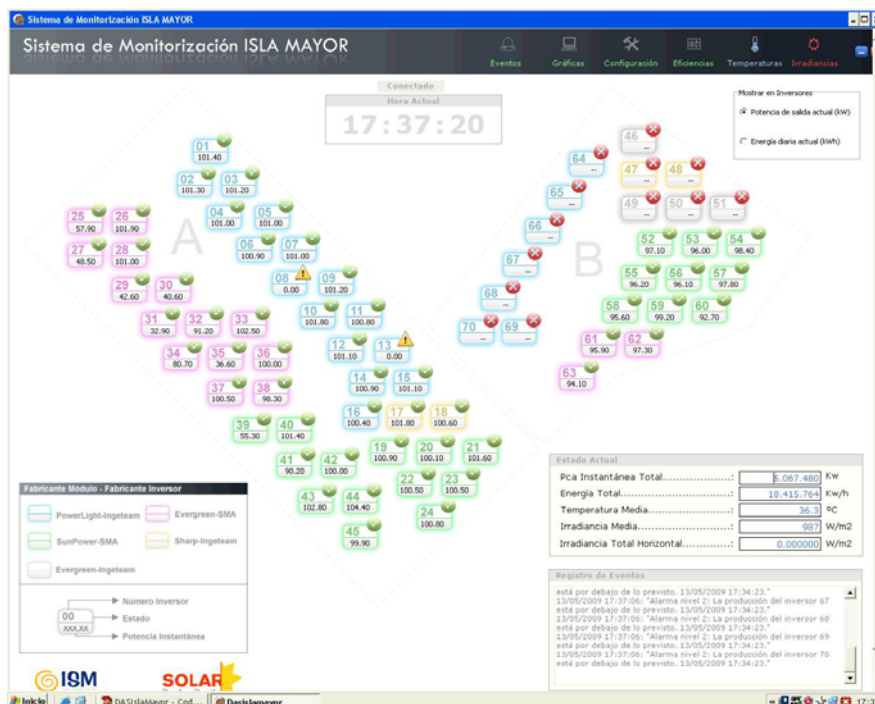 Sistema de Monitorización ISLA MAYOR
Sistema de Monitorización ISLA MAYOR
Eventos Gráficas Configuración Eficiencias Temperaturas Irradiancias
Conectado
Hora Actual
17:37:20
Mostrar en Inversores
Potencia de salida actual (kW)
Energía diaria actual (kWh)
A
B
01
101.40
02 03
101.30 101.20
04 05
101.00 101.00
06 07
100.90 101.00
08 09
0.00 101.20
10 11
101.80 100.80
12 13
101.10 0.00
14 15
100.90 101.10
16 17 18
100.40 101.80 100.60
19 20 21
100.90 100.10 101.60
22 23
100.50 100.50
24
100.80
25 26
57.90 101.90
27 28
48.50 101.00
29 30
42.60 40.60
31 32 33
32.90 91.20 102.50
34 35 36
80.70 36.60 100.00
37 38
100.50 98.30
39 40
55.30 101.40
41 42
90.20 100.00
43 44
102.80 104.40
45
99.90
46
--
47 48
-- --
49 50 51
-- -- --
52 53 54
97.10 96.00 98.40
55 56 57
96.20 96.10 97.80
58 59 60
95.60 99.20 92.70
61 62
95.90 97.30
63
94.10
64
--
65
--
66
--
67
--
68
--
70 69
-- --
Fabricante Módulo - Fabricante Inversor
PowerLight-Ingeteam Evergreen-SMA
SunPower-SMA Sharp-Ingeteam
Evergreen-Ingeteam
00
XXX,XX
Número Inversor
Estado
Potencia Instantánea
Estado Actual
Pca Instantánea Total......: 5.067.480 Kw
Energía Total......: 18.415.764 Kw/h
Temperatura Media......: 36.3 ºC
Irradiancia Media......: 987 W/m2
Irradiancia Total Horizontal......: 0.000000 W/m2
Registro de Eventos
está por debajo de lo previsto. 13/05/2009 17:34:23."
13/05/2009 17:37:06: "Alarma nivel 2: La producción del inversor 67
está por debajo de lo previsto. 13/05/2009 17:34:23."
13/05/2009 17:37:06: "Alarma nivel 2: La producción del inversor 68
está por debajo de lo previsto. 13/05/2009 17:34:23."
13/05/2009 17:37:06: "Alarma nivel 2: La producción del inversor 69
está por debajo de lo previsto. 13/05/2009 17:34:23."
13/05/2009 17:37:06: "Alarma nivel 2: La producción del inversor 70
está por debajo de lo previsto. 13/05/2009 17:34:23."
ISM
SOLAR
Inicio DASIslaMayor - Cod... Dasislamayor 17:3